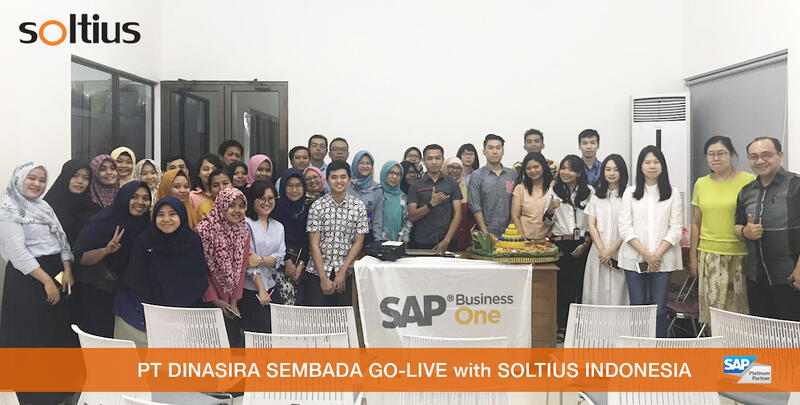 soltius
SAP® Business
One
PT DINASIRA SEMBADA GO-LIVE with SOLTIUS INDONESIA
SAP
Platinum
Partner